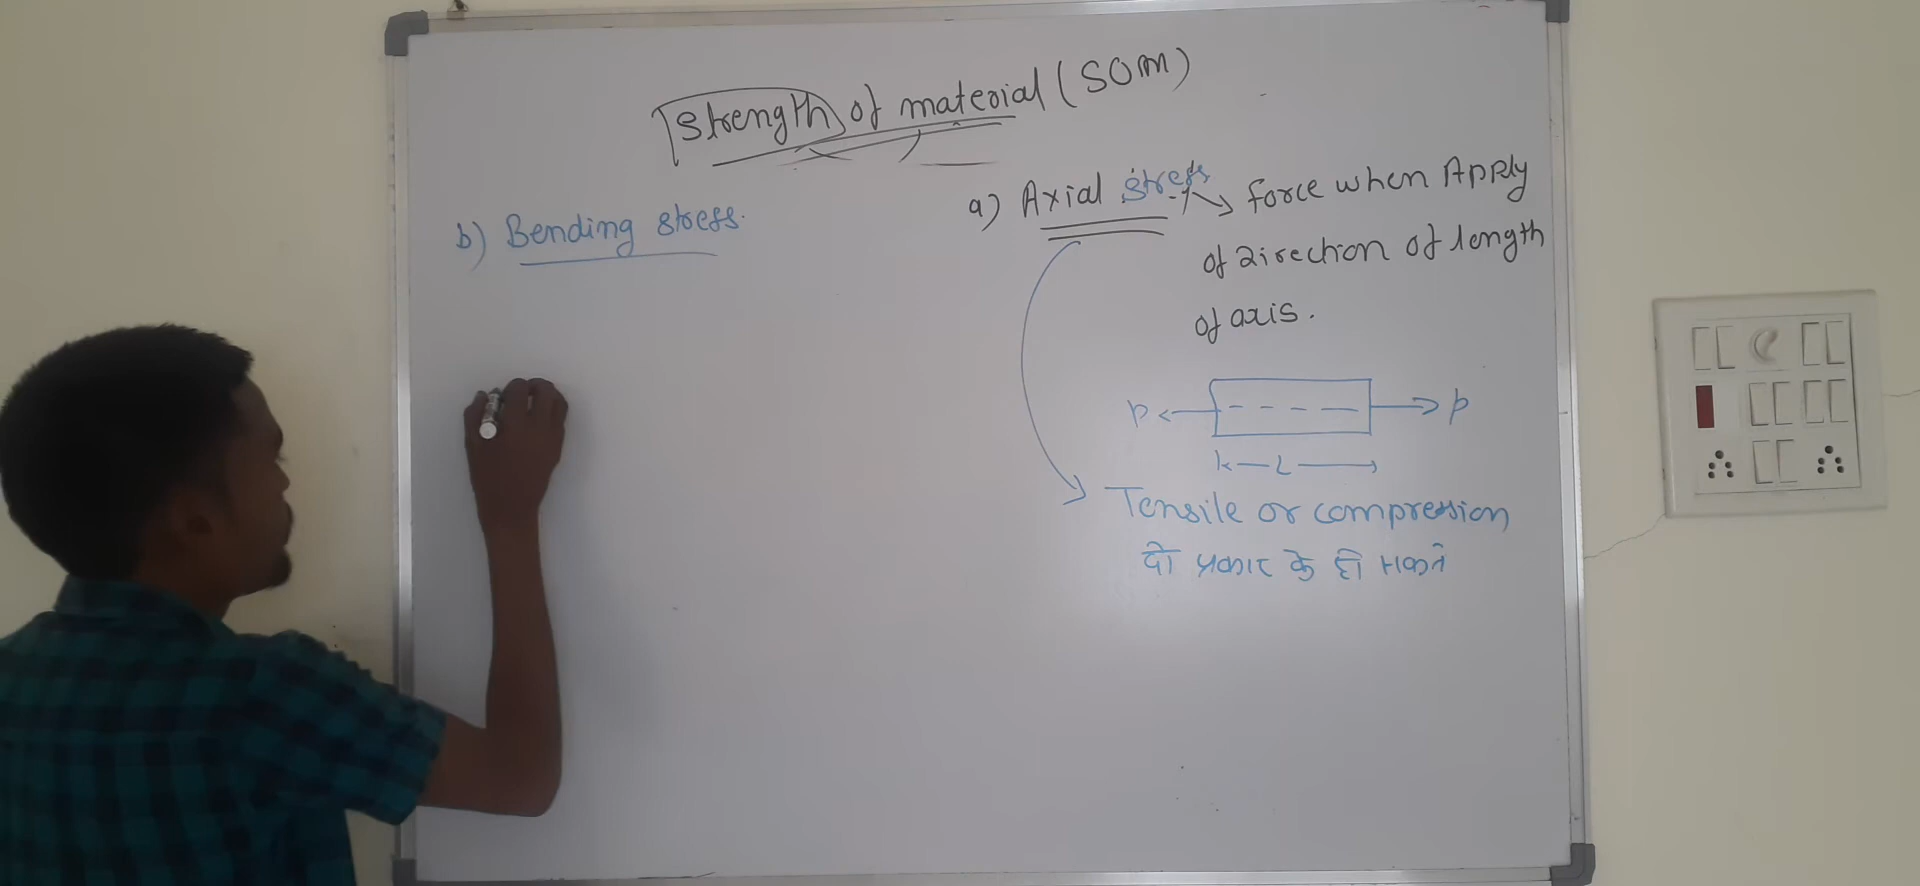 Strength of material (SOM)
a) Axial stress → force when Apply
of Direction of length
of axis.
P ← → P
L
Tensile or compression
दो प्रकार के हो सकते
b) Bending stress.